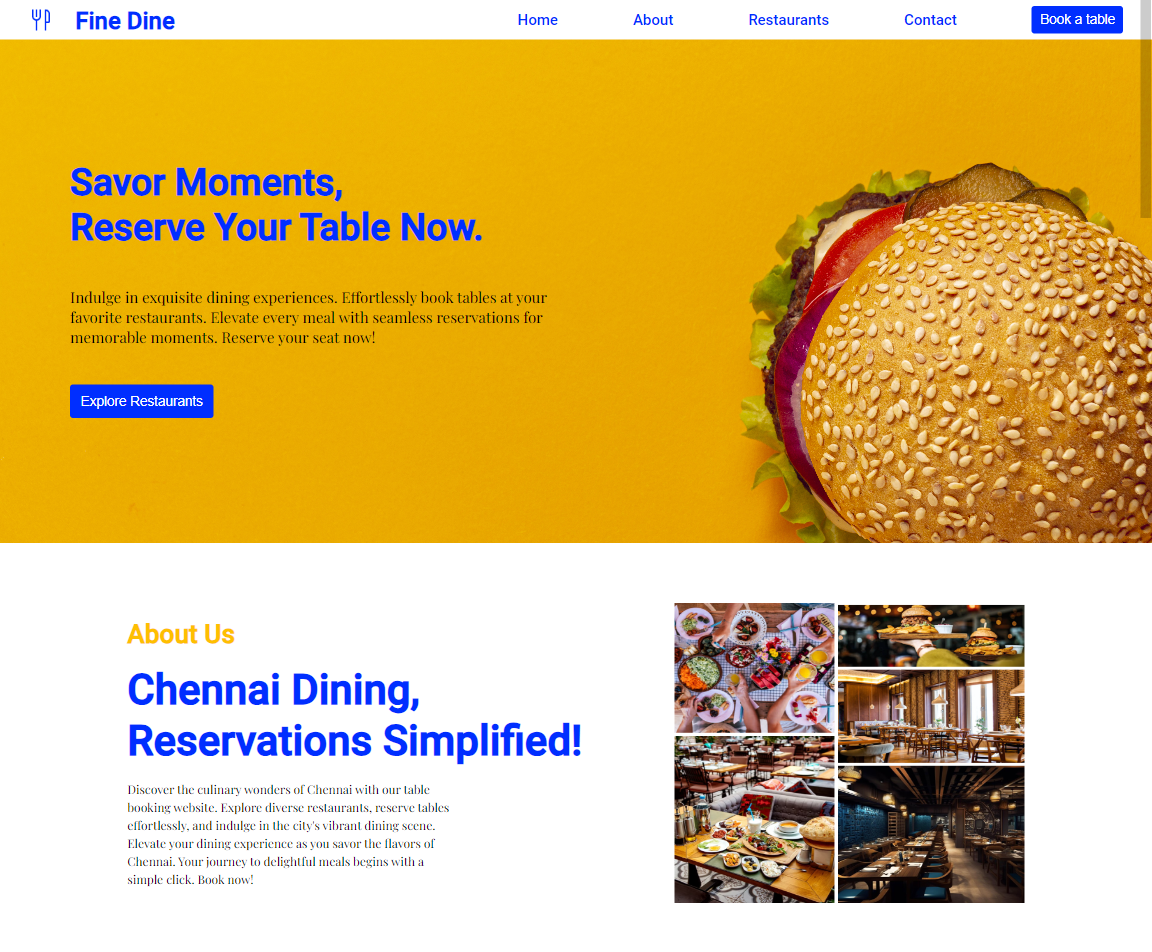 Fine Dine
Home
About
Restaurants
Contact
Book a table
Savor Moments,
Reserve Your Table Now.
Indulge in exquisite dining experiences. Effortlessly book tables at your
favorite restaurants. Elevate every meal with seamless reservations for
memorable moments. Reserve your seat now!
Explore Restaurants
About Us
Chennai Dining,
Reservations Simplified!
Discover the culinary wonders of Chennai with our table
booking website. Explore diverse restaurants, reserve tables
effortlessly, and indulge in the city's vibrant dining scene.
Elevate your dining experience as you savor the flavors of
Chennai. Your journey to delightful meals begins with a
simple click. Book now!